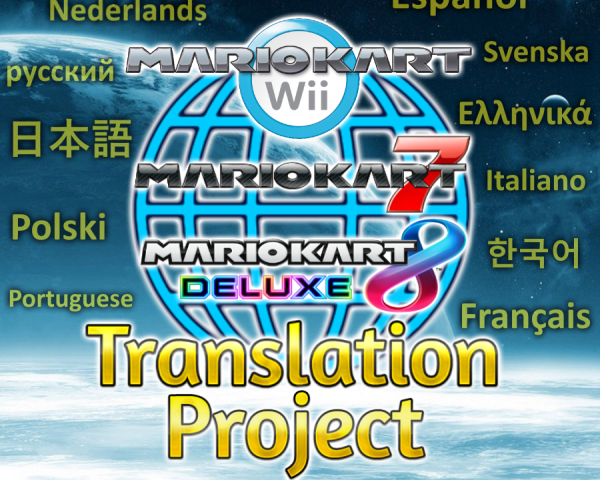 Nederlands
Español
русский
MARIOKART
Wii
Svenska
Ελληνικά
日本語
MARIOKART 7
Italiano
Polski
MARIOKART 8
DELUXE
™
한국어
Portuguese
Français
Translation
Project